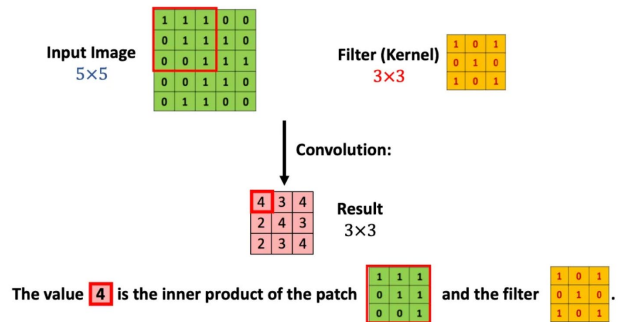 Input Image
5×5
1 1 1 0 0
0 1 1 1 0
0 0 1 1 1
0 0 1 1 0
0 1 1 0 0
Filter (Kernel)
3×3
1 0 1
0 1 0
1 0 1
Convolution:
4 3 4
2 4 3
2 3 4
Result
3×3
The value 4 is the inner product of the patch
1 1 1
0 1 1
0 0 1
and the filter
1 0 1
0 1 0
1 0 1
.